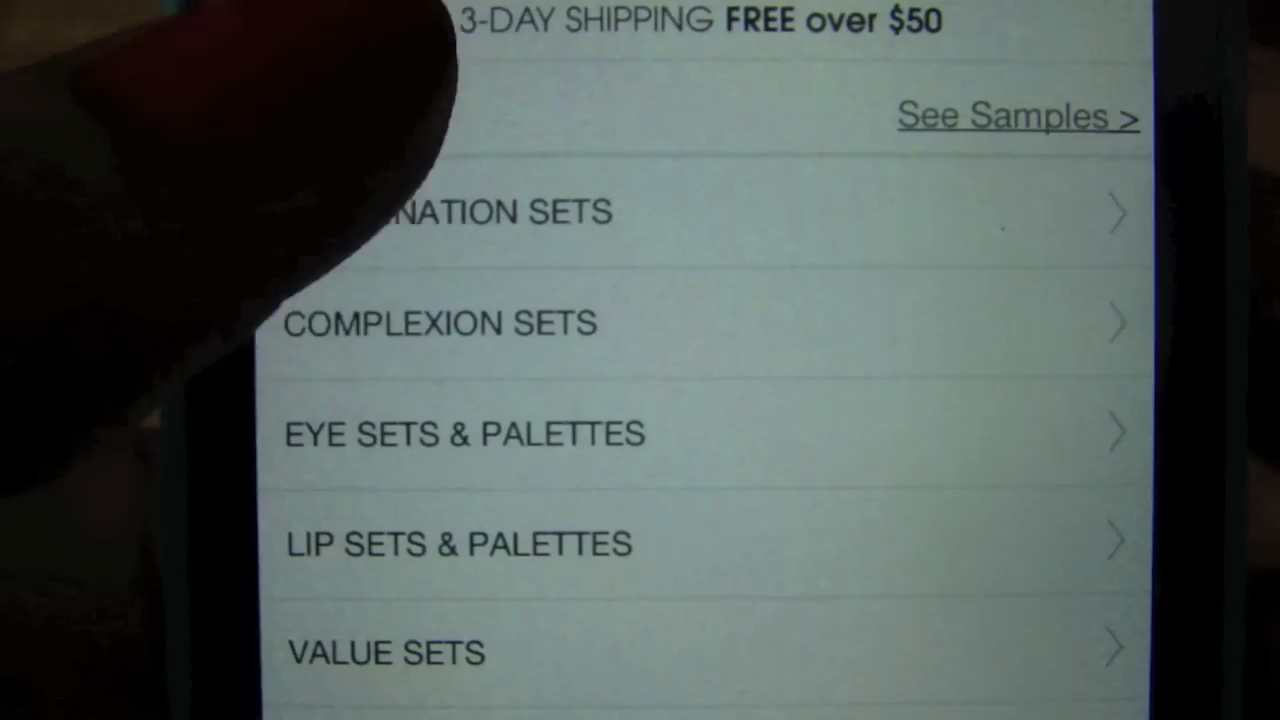 3-DAY SHIPPING FREE over $50
See Samples >
SETS
COMPLEXION SETS
EYE SETS & PALETTES
LIP SETS & PALETTES
VALUE SETS